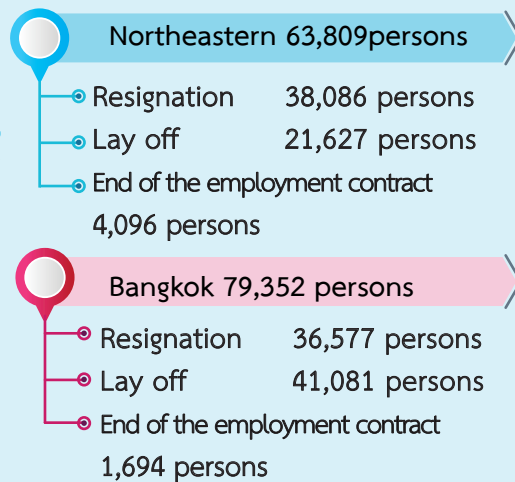 Northeastern 63,809persons
Resignation 38,086 persons
Lay off 21,627 persons
End of the employment contract
4,096 persons
Bangkok 79,352 persons
Resignation 36,577 persons
Lay off 41,081 persons
End of the employment contract
1,694 persons